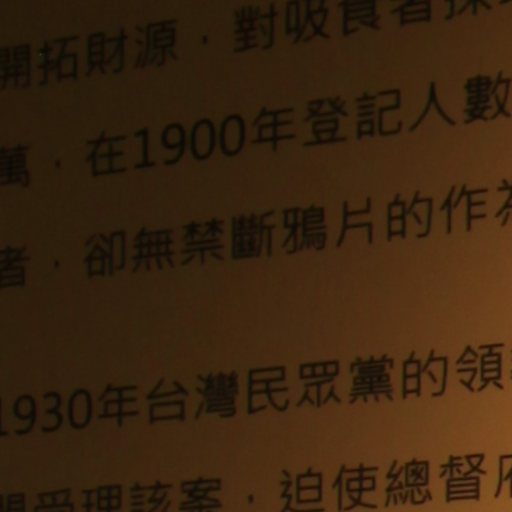 開拓財源，對吸食者採
萬，在1900年登記人數
者，卻無禁斷鴉片的作為
1930年台灣民眾黨的領
受理該案，迫使總督府